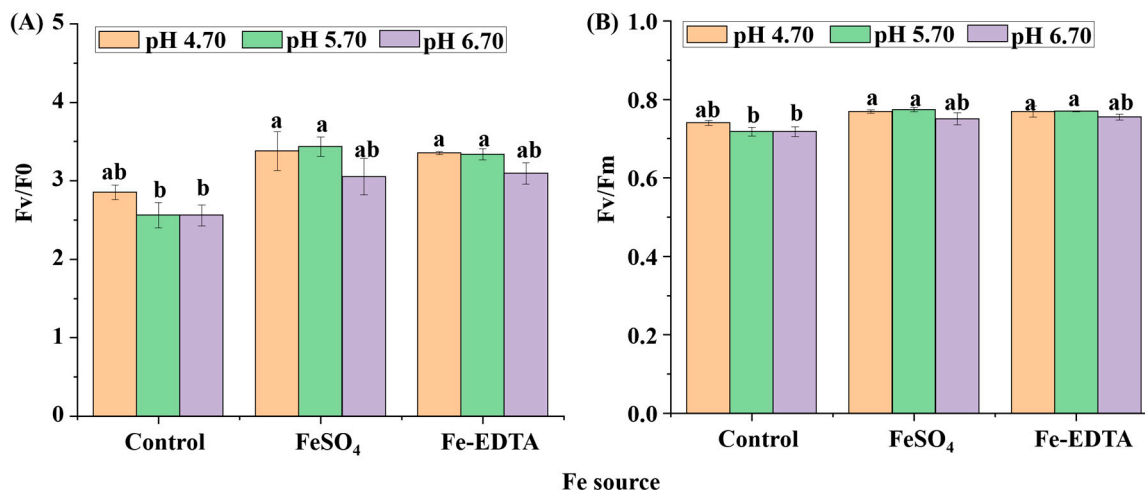 (A)
pH 4.70 pH 5.70 pH 6.70
Fv/F0
5
4
3
2
1
0
ab b b a a ab a a ab
Control FeSO₄ Fe-EDTA
(B)
pH 4.70 pH 5.70 pH 6.70
Fv/Fm
1.0
0.8
0.6
0.4
0.2
0.0
ab b b a a ab a a ab
Control FeSO₄ Fe-EDTA
Fe source